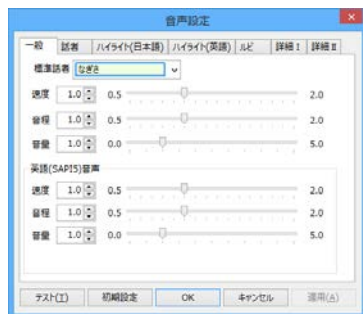 音声設定
一般 話者 ハイライト(日本語) ハイライト(英語) ルビ 詳細 I 詳細 II
標準話者 なぎさ
速度 1.0 0.5 2.0
音程 1.0 0.5 2.0
音量 1.0 0.0 5.0
英語(SAPI5)音声
速度 1.0 0.5 2.0
音程 1.0 0.5 2.0
音量 1.0 0.0 5.0
テスト(T) 初期設定 OK キャンセル 適用(A)